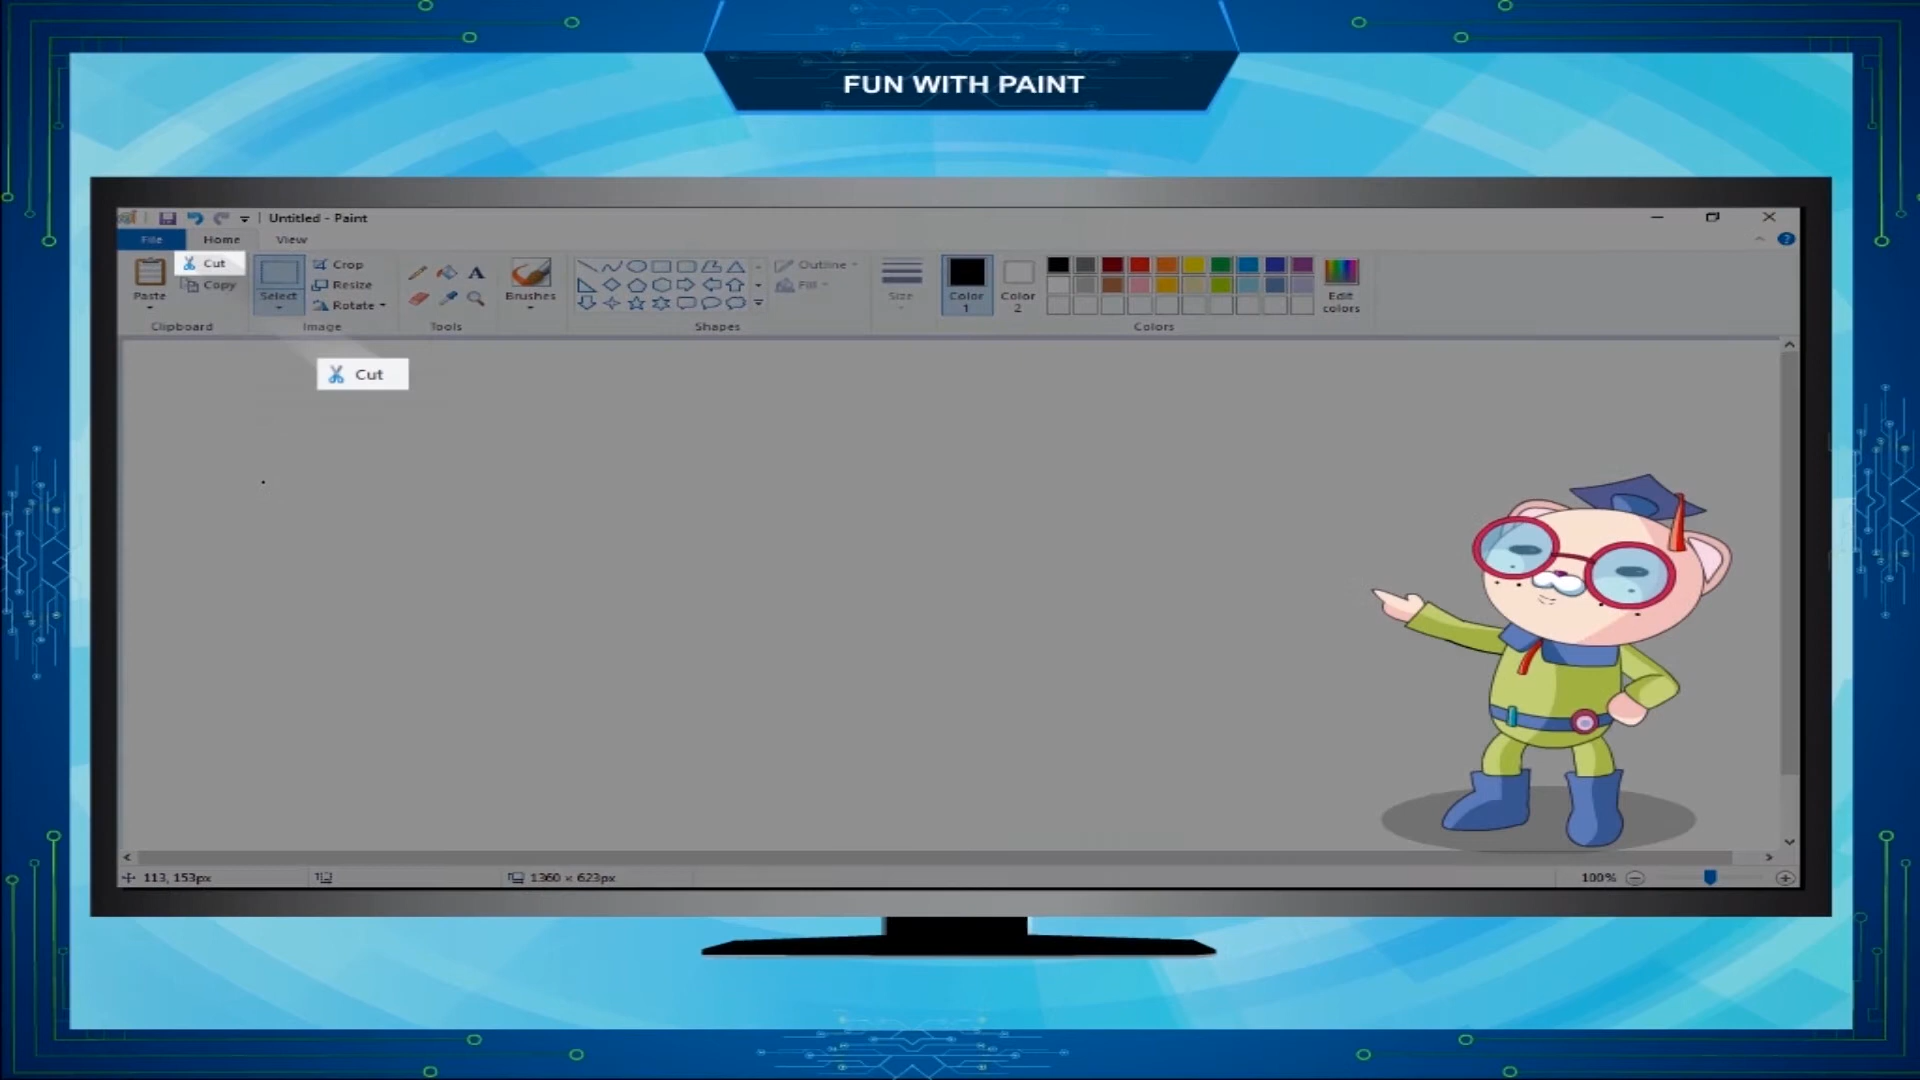 FUN WITH PAINT
Untitled - Paint
File Home View
Cut
Copy
Paste
Clipboard
Select
Crop
Resize
Rotate
Image
A
Tools
Brushes
Shapes
Outline
Fill
Size
Color 1
Color 2
Edit colors
Colors
Cut
113, 153px
1360 × 623px
100%